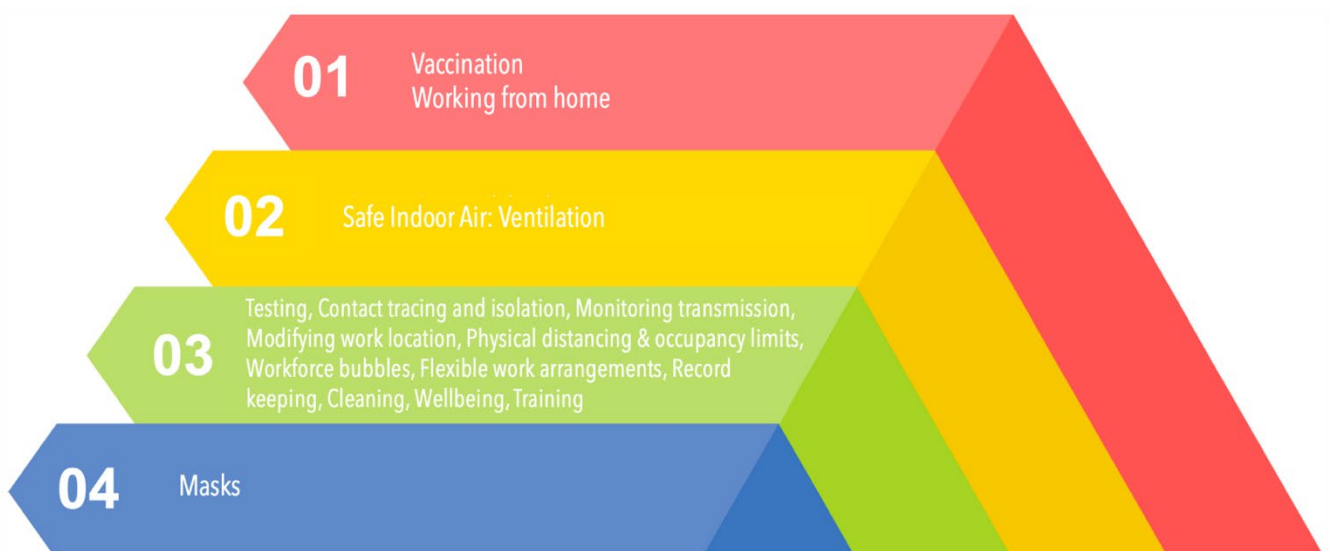 01
Vaccination
Working from home
02
Safe Indoor Air: Ventilation
03
Testing, Contact tracing and isolation, Monitoring transmission,
Modifying work location, Physical distancing & occupancy limits,
Workforce bubbles, Flexible work arrangements, Record
keeping, Cleaning, Wellbeing, Training
04
Masks